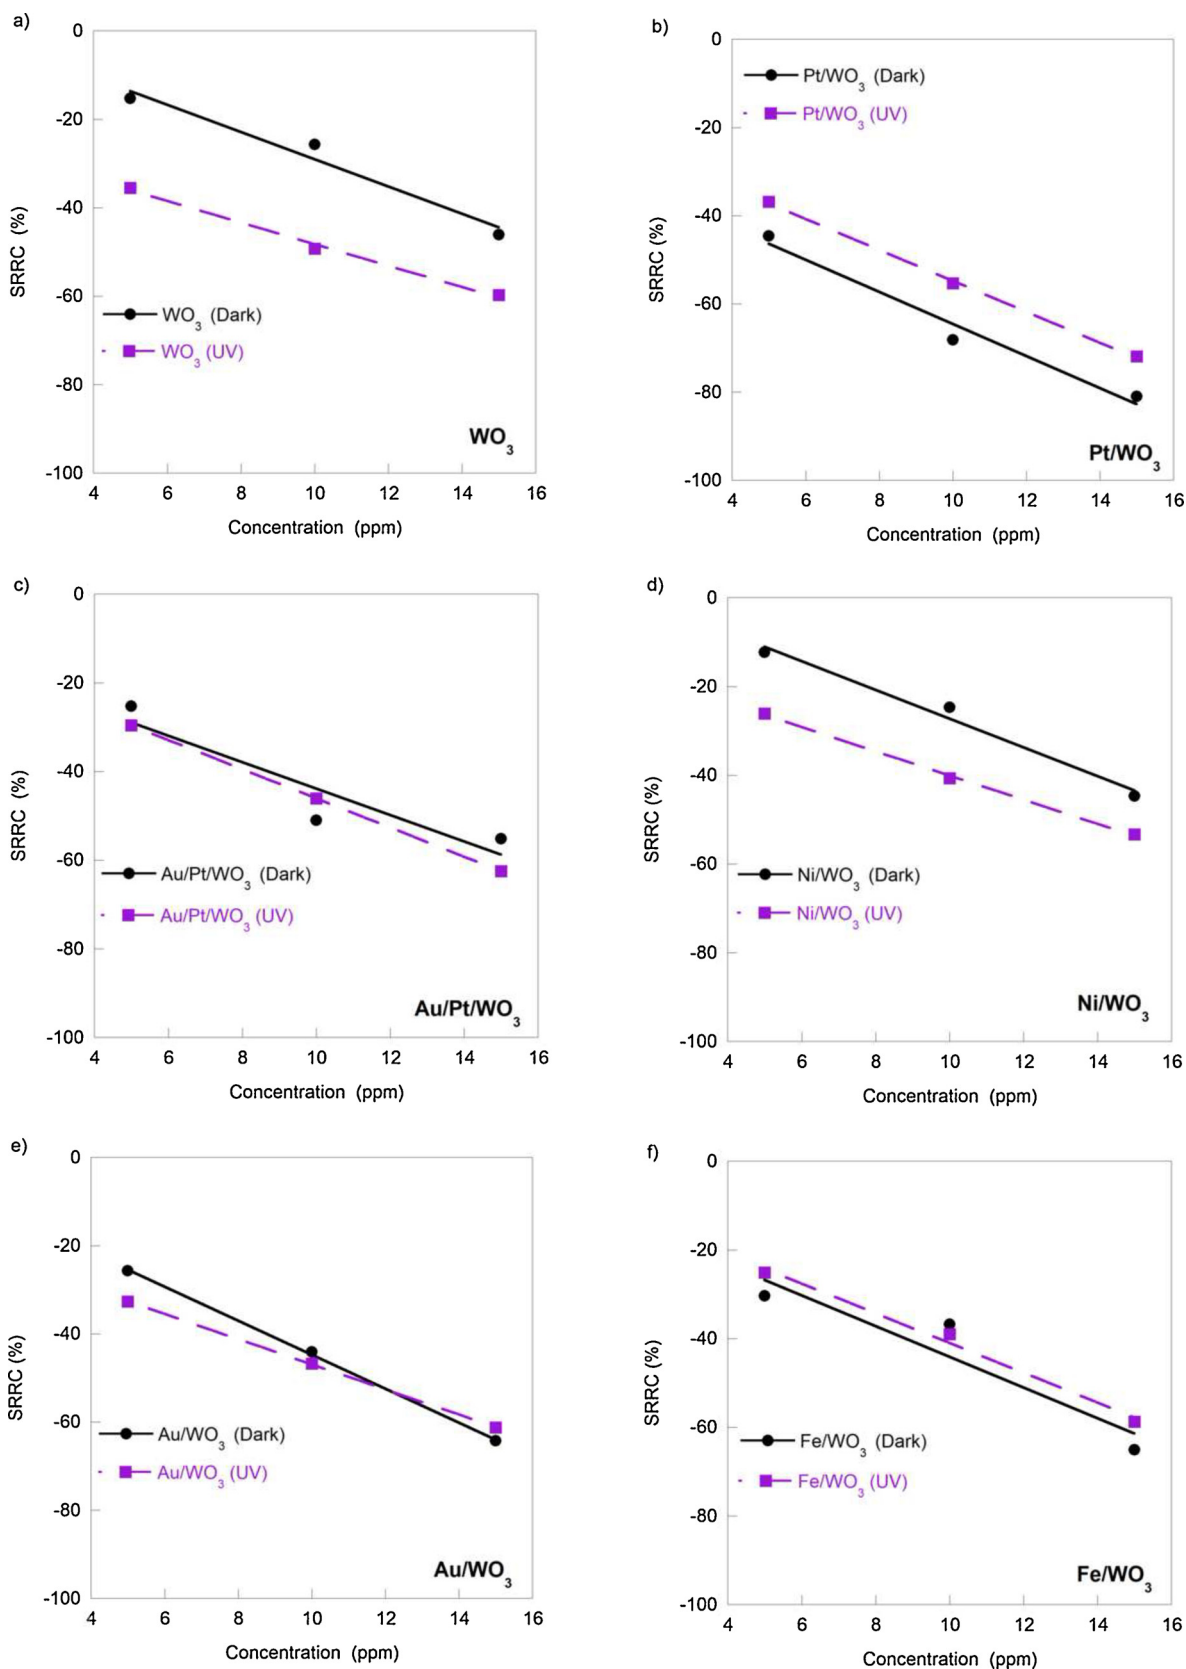 a)
0
-20
-40
-60
-80
-100
SRRC (%)
WO3 (Dark)
WO3 (UV)
WO3
4 6 8 10 12 14 16
Concentration (ppm)
b)
0
-20
-40
-60
-80
-100
SRRC (%)
Pt/WO3 (Dark)
Pt/WO3 (UV)
Pt/WO3
4 6 8 10 12 14 16
Concentration (ppm)
c)
0
-20
-40
-60
-80
-100
SRRC (%)
Au/Pt/WO3 (Dark)
Au/Pt/WO3 (UV)
Au/Pt/WO3
4 6 8 10 12 14 16
Concentration (ppm)
d)
0
-20
-40
-60
-80
-100
SRRC (%)
Ni/WO3 (Dark)
Ni/WO3 (UV)
Ni/WO3
4 6 8 10 12 14 16
Concentration (ppm)
e)
0
-20
-40
-60
-80
-100
SRRC (%)
Au/WO3 (Dark)
Au/WO3 (UV)
Au/WO3
4 6 8 10 12 14 16
Concentration (ppm)
f)
0
-20
-40
-60
-80
-100
SRRC (%)
Fe/WO3 (Dark)
Fe/WO3 (UV)
Fe/WO3
4 6 8 10 12 14 16
Concentration (ppm)